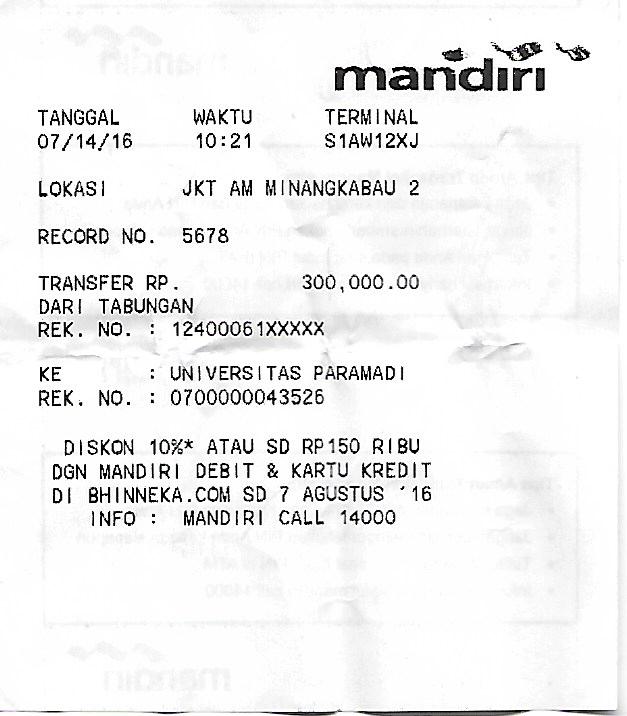 mandiri
TANGGAL WAKTU TERMINAL
07/14/16 10:21 S1AW12XJ
LOKASI JKT AM MINANGKABAU 2
RECORD NO. 5678
TRANSFER RP. 300,000.00
DARI TABUNGAN
REK. NO. : 12400061XXXXX
KE : UNIVERSITAS PARAMADI
REK. NO. : 0700000043526
DISKON 10%* ATAU SD RP150 RIBU
DGN MANDIRI DEBIT & KARTU KREDIT
DI BHINNEKA.COM SD 7 AGUSTUS '16
INFO : MANDIRI CALL 14000